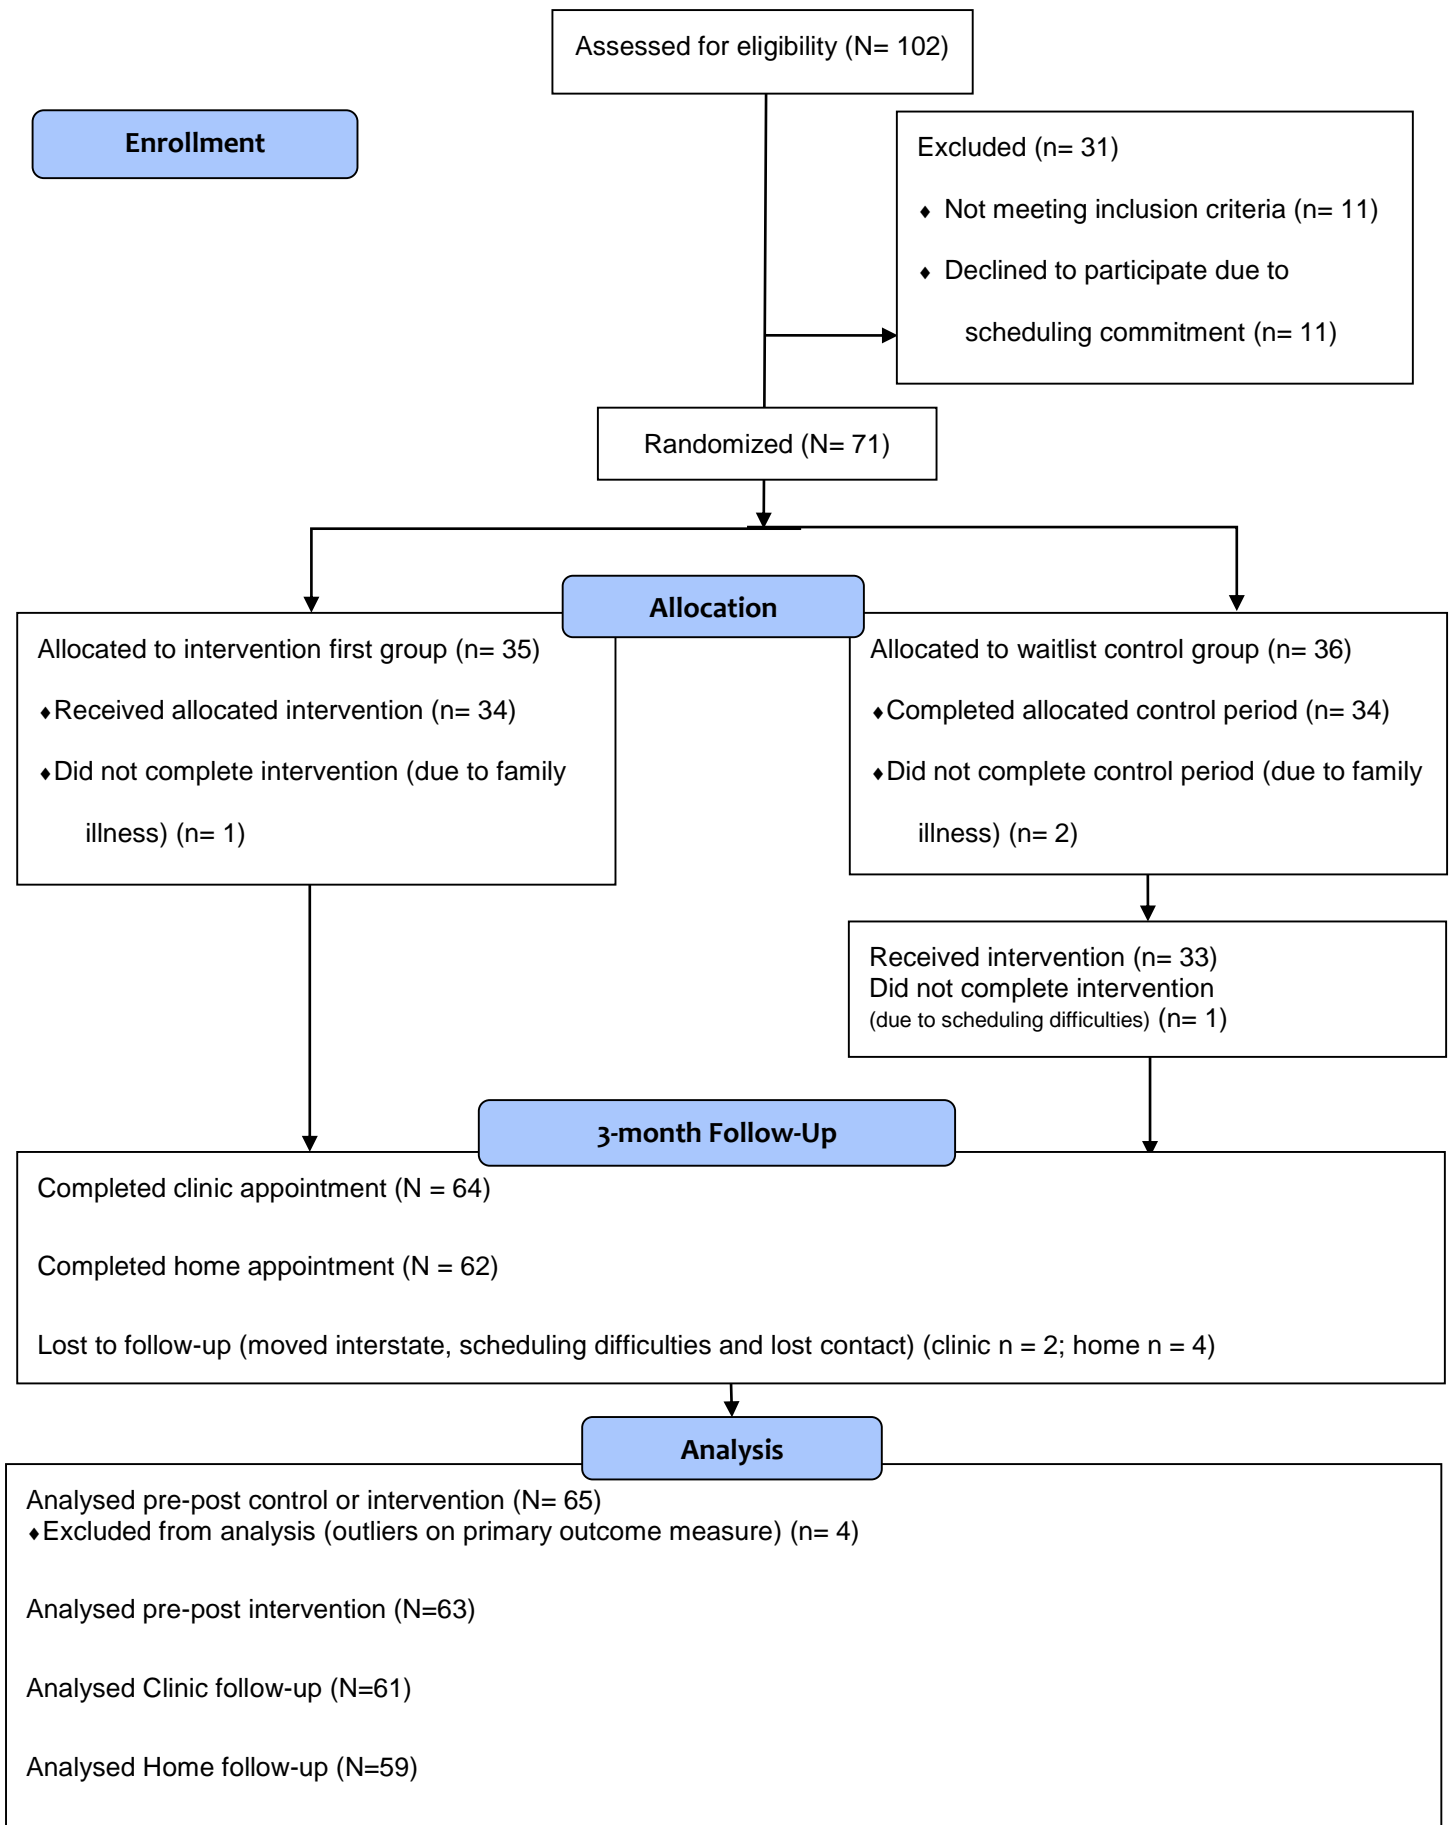 Assessed for eligibility (N= 102)
Enrollment
Excluded (n= 31)
♦ Not meeting inclusion criteria (n= 11)
♦ Declined to participate due to
scheduling commitment (n= 11)
Randomized (N= 71)
Allocation
Allocated to intervention first group (n= 35)
♦Received allocated intervention (n= 34)
♦Did not complete intervention (due to family
illness) (n= 1)
Allocated to waitlist control group (n= 36)
♦Completed allocated control period (n= 34)
♦Did not complete control period (due to family
illness) (n= 2)
Received intervention (n= 33)
Did not complete intervention
(due to scheduling difficulties) (n= 1)
3-month Follow-Up
Completed clinic appointment (N = 64)
Completed home appointment (N = 62)
Lost to follow-up (moved interstate, scheduling difficulties and lost contact) (clinic n = 2; home n = 4)
Analysis
Analysed pre-post control or intervention (N= 65)
♦Excluded from analysis (outliers on primary outcome measure) (n= 4)
Analysed pre-post intervention (N=63)
Analysed Clinic follow-up (N=61)
Analysed Home follow-up (N=59)